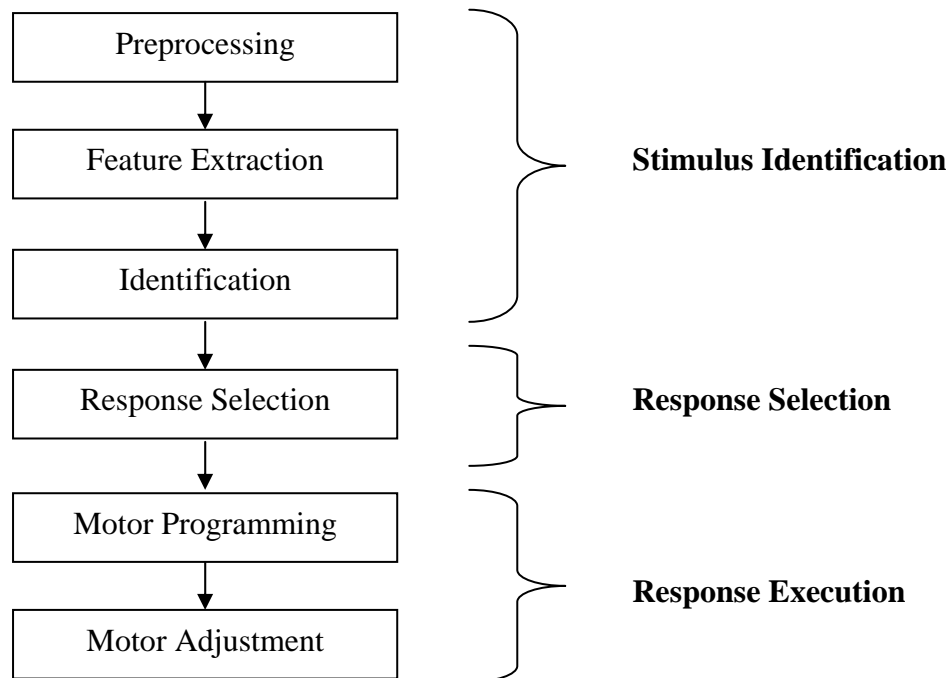 Preprocessing
Feature Extraction
Stimulus Identification
Identification
Response Selection
Response Selection
Motor Programming
Response Execution
Motor Adjustment